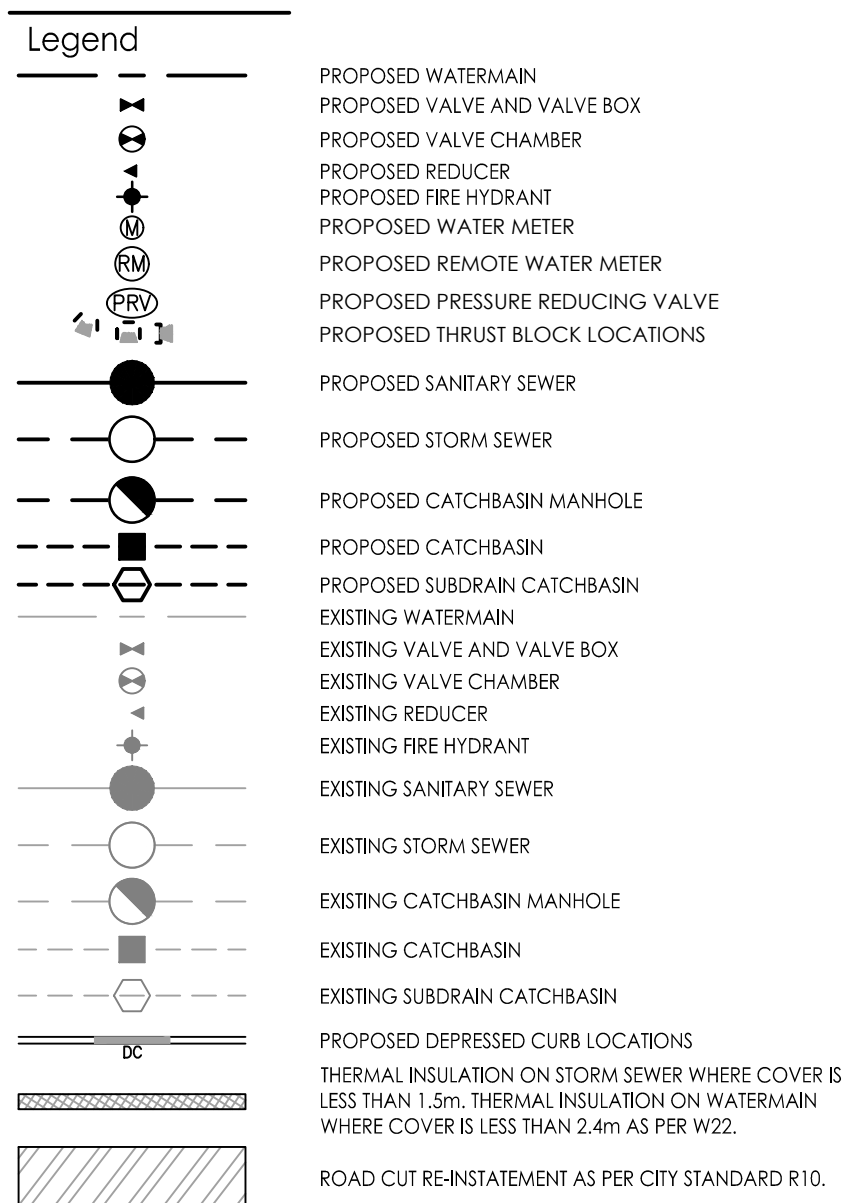 Legend
PROPOSED WATERMAIN
PROPOSED VALVE AND VALVE BOX
PROPOSED VALVE CHAMBER
PROPOSED REDUCER
PROPOSED FIRE HYDRANT
M PROPOSED WATER METER
RM PROPOSED REMOTE WATER METER
PRV PROPOSED PRESSURE REDUCING VALVE
PROPOSED THRUST BLOCK LOCATIONS
PROPOSED SANITARY SEWER
PROPOSED STORM SEWER
PROPOSED CATCHBASIN MANHOLE
PROPOSED CATCHBASIN
PROPOSED SUBDRAIN CATCHBASIN
EXISTING WATERMAIN
EXISTING VALVE AND VALVE BOX
EXISTING VALVE CHAMBER
EXISTING REDUCER
EXISTING FIRE HYDRANT
EXISTING SANITARY SEWER
EXISTING STORM SEWER
EXISTING CATCHBASIN MANHOLE
EXISTING CATCHBASIN
EXISTING SUBDRAIN CATCHBASIN
DC PROPOSED DEPRESSED CURB LOCATIONS
THERMAL INSULATION ON STORM SEWER WHERE COVER IS
LESS THAN 1.5m. THERMAL INSULATION ON WATERMAIN
WHERE COVER IS LESS THAN 2.4m AS PER W22.
ROAD CUT RE-INSTATEMENT AS PER CITY STANDARD R10.